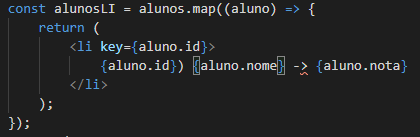 const alunosLI = alunos.map((aluno) => {
    return (
        <li key={aluno.id}>
            {aluno.id}) {aluno.nome} -> {aluno.nota}
        </li>
    );
});